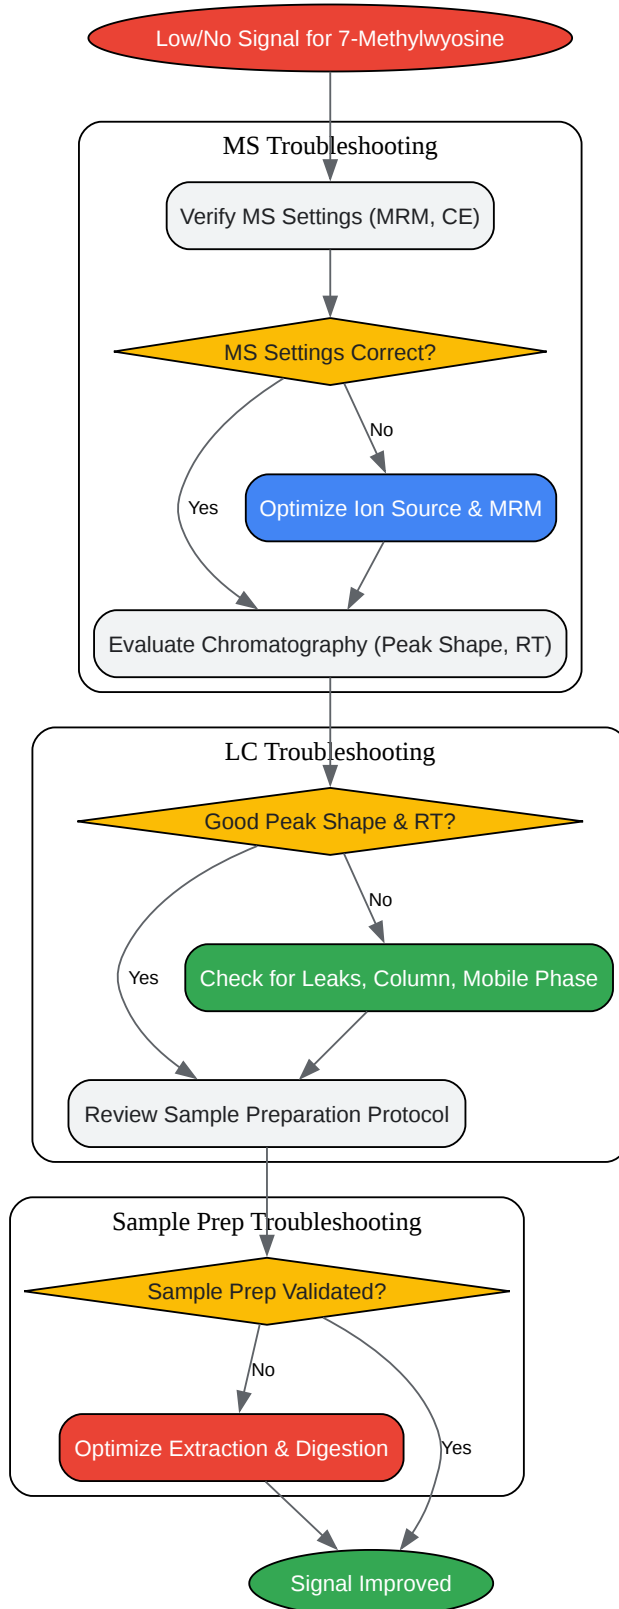 Low/No Signal for 7-Methylwyosine
MS Troubleshooting
Verify MS Settings (MRM, CE)
MS Settings Correct?
No
Yes
Optimize Ion Source & MRM
Evaluate Chromatography (Peak Shape, RT)
LC Troubleshooting
Good Peak Shape & RT?
No
Yes
Check for Leaks, Column, Mobile Phase
Review Sample Preparation Protocol
Sample Prep Troubleshooting
Sample Prep Validated?
No
Yes
Optimize Extraction & Digestion
Signal Improved